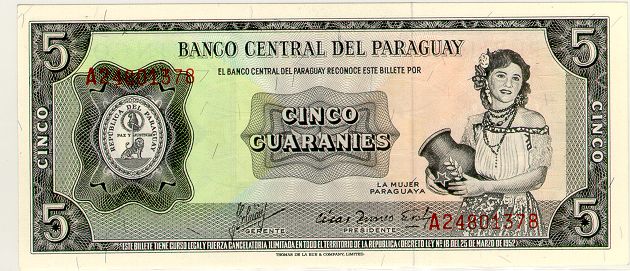 5
5
BANCO CENTRAL DEL PARAGUAY
EL BANCO CENTRAL DEL PARAGUAY RECONOCE ESTE BILLETE POR
A24801378
REPUBLICA DEL PARAGUAY
PAZ Y JUSTICIA
CINCO
CINCO
GUARANIES
CINCO
LA MUJER
PARAGUAYA
A24801378
GERENTE
PRESIDENTE
5
5
ESTE BILLETE TIENE CURSO LEGAL Y FUERZA CANCELATORIA ILIMITADA EN TODO EL TERRITORIO DE LA REPUBLICA (DECRETO LEY Nº 18 DEL 25 DE MARZO DE 1952)
THOMAS DE LA RUE & COMPANY, LIMITED.